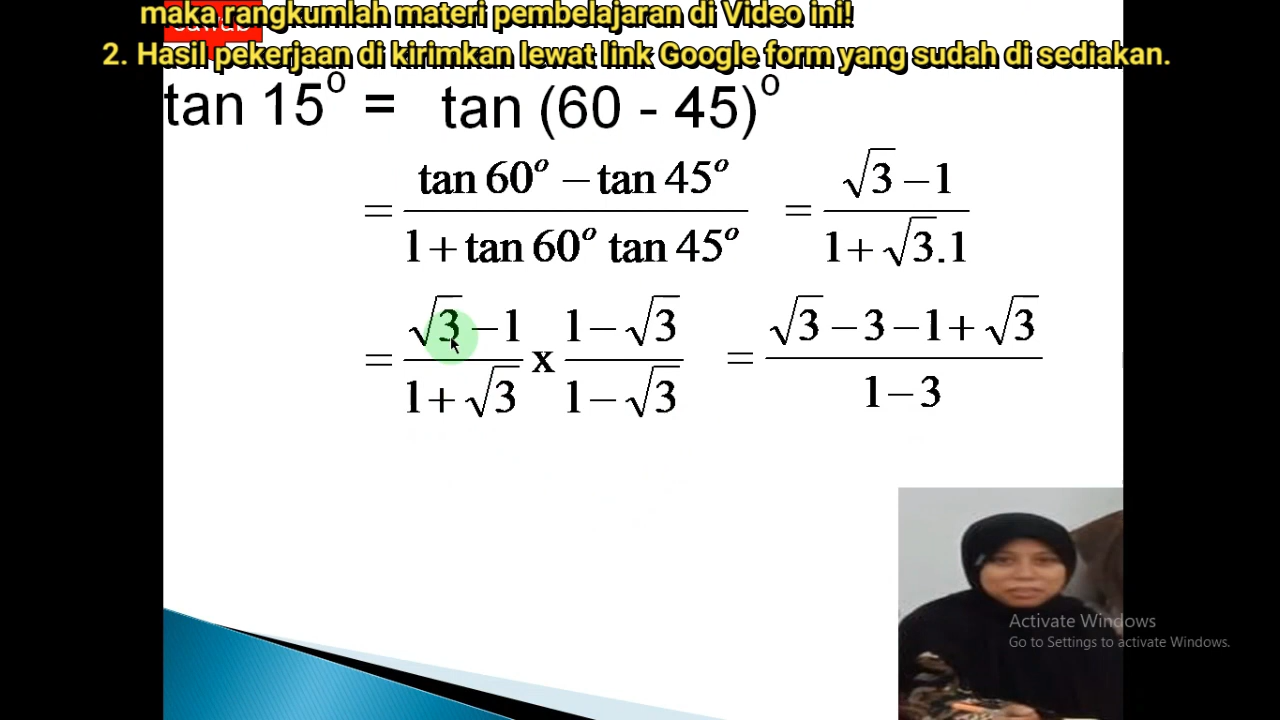 maka rangkumlah materi pembelajaran di Video ini!
2. Hasil pekerjaan di kirimkan lewat link Google form yang sudah di sediakan.
tan 15° = tan (60 - 45)°
= (tan 60° − tan 45°) / (1 + tan 60° tan 45°) = (√3 − 1) / (1 + √3.1)
= (√3 − 1) / (1 + √3) x (1 − √3) / (1 − √3) = (√3 − 3 − 1 + √3) / (1 − 3)
Activate Windows
Go to Settings to activate Windows.